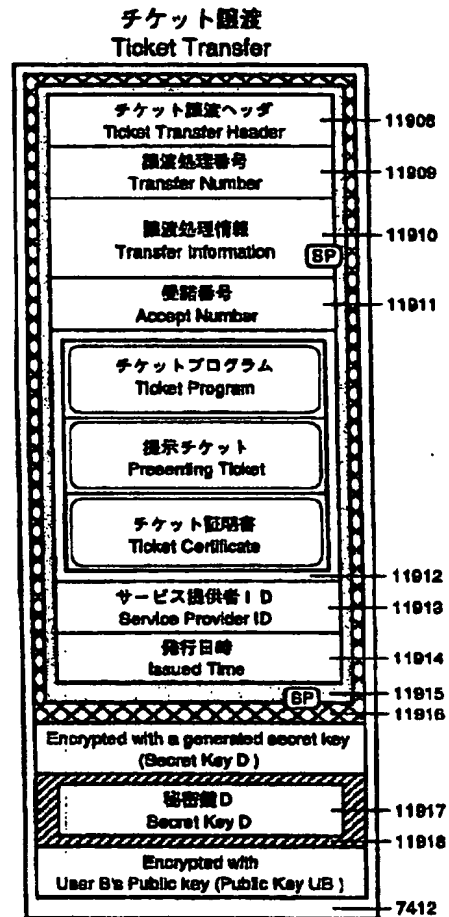 チケット譲渡
Ticket Transfer
チケット譲渡ヘッダ
Ticket Transfer Header
11908
譲渡処理番号
Transfer Number
11909
譲渡処理情報
Transfer Information
11910
SP
受諾番号
Accept Number
11911
チケットプログラム
Ticket Program
提示チケット
Presenting Ticket
チケット証明書
Ticket Certificate
11912
サービス提供者ID
Service Provider ID
11913
発行日時
Issued Time
11914
11915
SP
11916
Encrypted with a generated secret key
(Secret Key D )
秘密鍵D
Secret Key D
11917
11918
Encrypted with
User B's Public key (Public Key UB )
7412